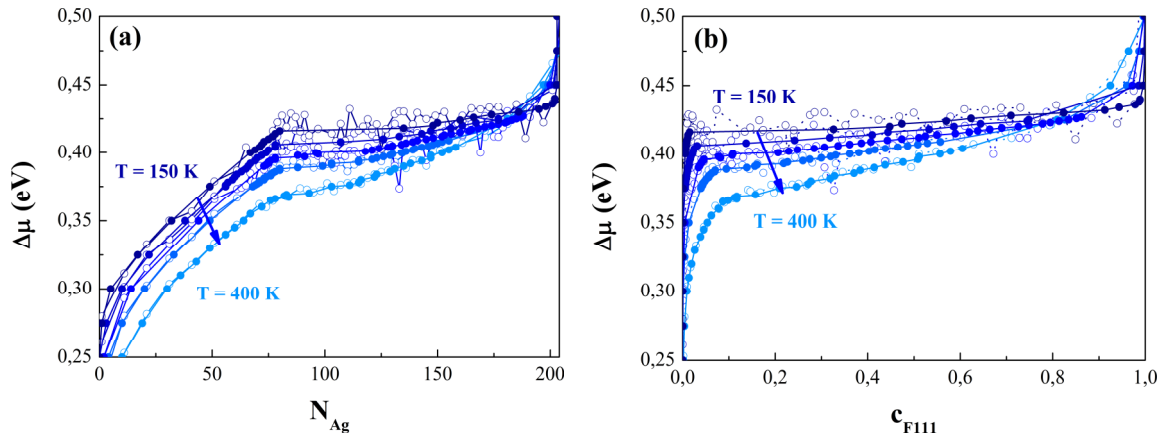 (a)
0,50
0,45
0,40
0,35
0,30
0,25
Δμ (eV)
T = 150 K
T = 400 K
0 50 100 150 200
N_Ag
(b)
0,50
0,45
0,40
0,35
0,30
0,25
Δμ (eV)
T = 150 K
T = 400 K
0,0 0,2 0,4 0,6 0,8 1,0
c_F111